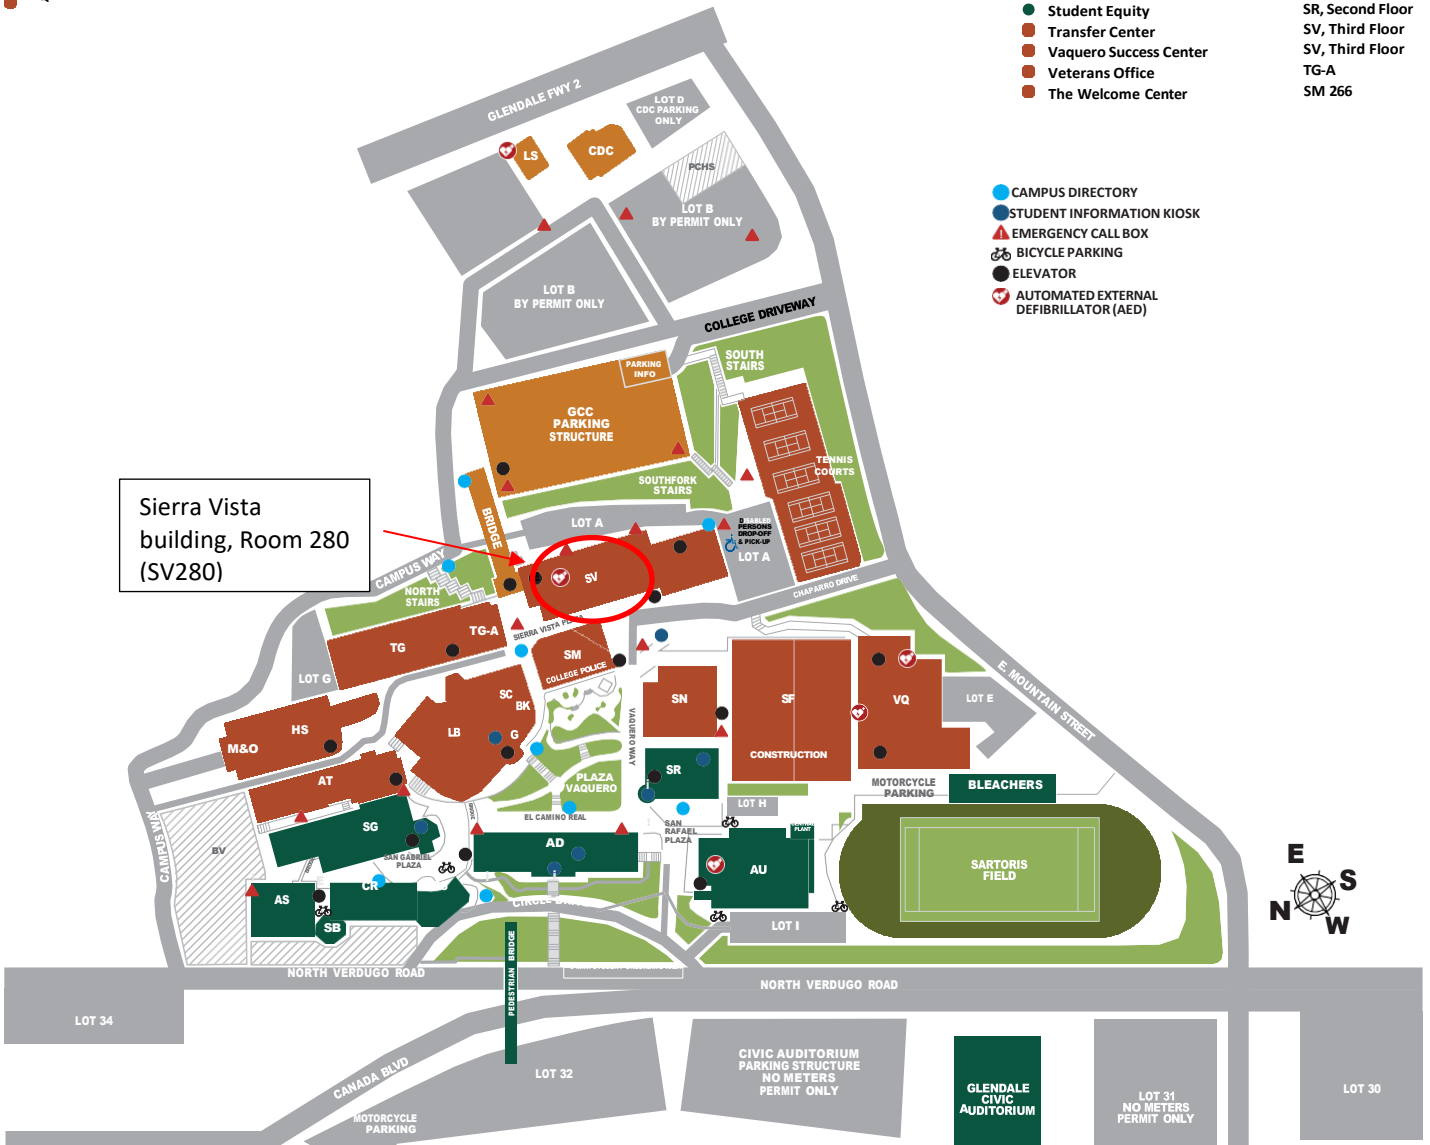 Student Equity SR, Second Floor
Transfer Center SV, Third Floor
Vaquero Success Center SV, Third Floor
Veterans Office TG-A
The Welcome Center SM 266
CAMPUS DIRECTORY
STUDENT INFORMATION KIOSK
EMERGENCY CALL BOX
BICYCLE PARKING
ELEVATOR
AUTOMATED EXTERNAL
DEFIBRILLATOR (AED)
GLENDALE FWY 2
LOT D
CDC PARKING
ONLY
LS
CDC
PCHS
LOT B
BY PERMIT ONLY
LOT B
BY PERMIT ONLY
COLLEGE DRIVEWAY
PARKING
INFO
SOUTH
STAIRS
GCC
PARKING
STRUCTURE
TENNIS
COURTS
SOUTHFORK
STAIRS
BRIDGE
LOT A
DISABLED
PERSONS
DROP-OFF
& PICK-UP
LOT A
Sierra Vista
building, Room 280
(SV280)
CAMPUS WAY
NORTH
STAIRS
SV
CHAPARRO DRIVE
TG-A
SIERRA VISTA
TG
SM
COLLEGE POLICE
LOT G
E. MOUNTAIN STREET
SC
BK
SN
SF
VQ
LOT E
HS
M&O
LB
G
VAQUERO WAY
CONSTRUCTION
AT
PLAZA
VAQUERO
SR
MOTORCYCLE
PARKING
BLEACHERS
LOT H
EL CAMINO REAL
SAN
RAFAEL
PLAZA
PLANT
CAMPUS WAY
BV
SG
SAN GABRIEL
PLAZA
AD
AU
SARTORIS
FIELD
AS
CR
SB
LOT I
E
S
N
W
PEDESTRIAN BRIDGE
NORTH VERDUGO ROAD
NORTH VERDUGO ROAD
LOT 34
CANADA BLVD
LOT 32
MOTORCYCLE
PARKING
CIVIC AUDITORIUM
PARKING STRUCTURE
NO METERS
PERMIT ONLY
GLENDALE
CIVIC
AUDITORIUM
LOT 31
NO METERS
PERMIT ONLY
LOT 30